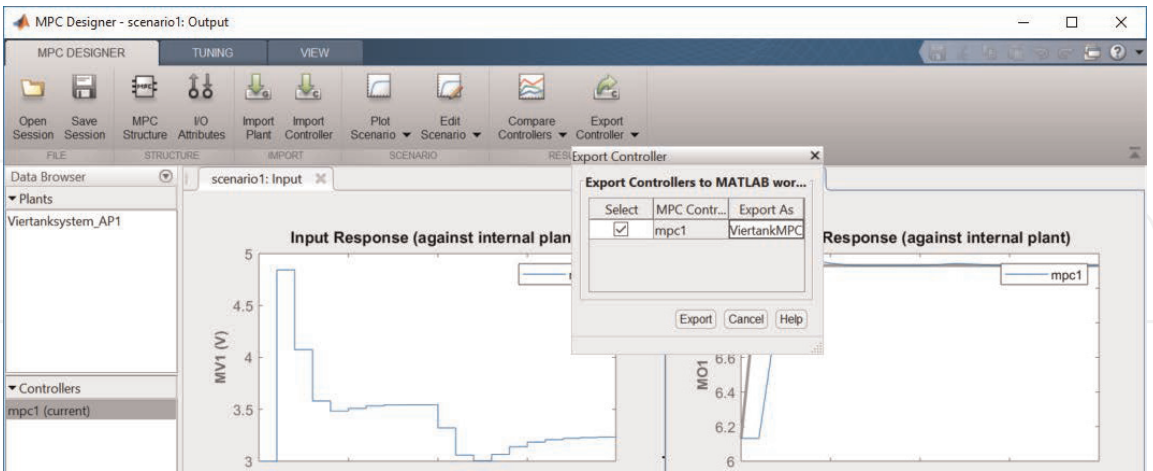 MPC Designer - scenario1: Output
MPC DESIGNER TUNING VIEW
Open Session
Save Session
MPC Structure
I/O Attributes
Import Plant
Import Controller
Plot Scenario
Edit Scenario
Compare Controllers
Export Controller
FILE STRUCTURE IMPORT SCENARIO
Data Browser
Plants
Viertanksystem_AP1
Controllers
mpc1 (current)
scenario1: Input
Export Controller
Export Controllers to MATLAB wor...
Select MPC Contr... Export As
mpc1 ViertankMPC
Export Cancel Help
Input Response (against internal plan
MV1 (V)
5
4.5
4
3.5
3
Response (against internal plant)
mpc1
MO1
6.6
6.4
6.2
6